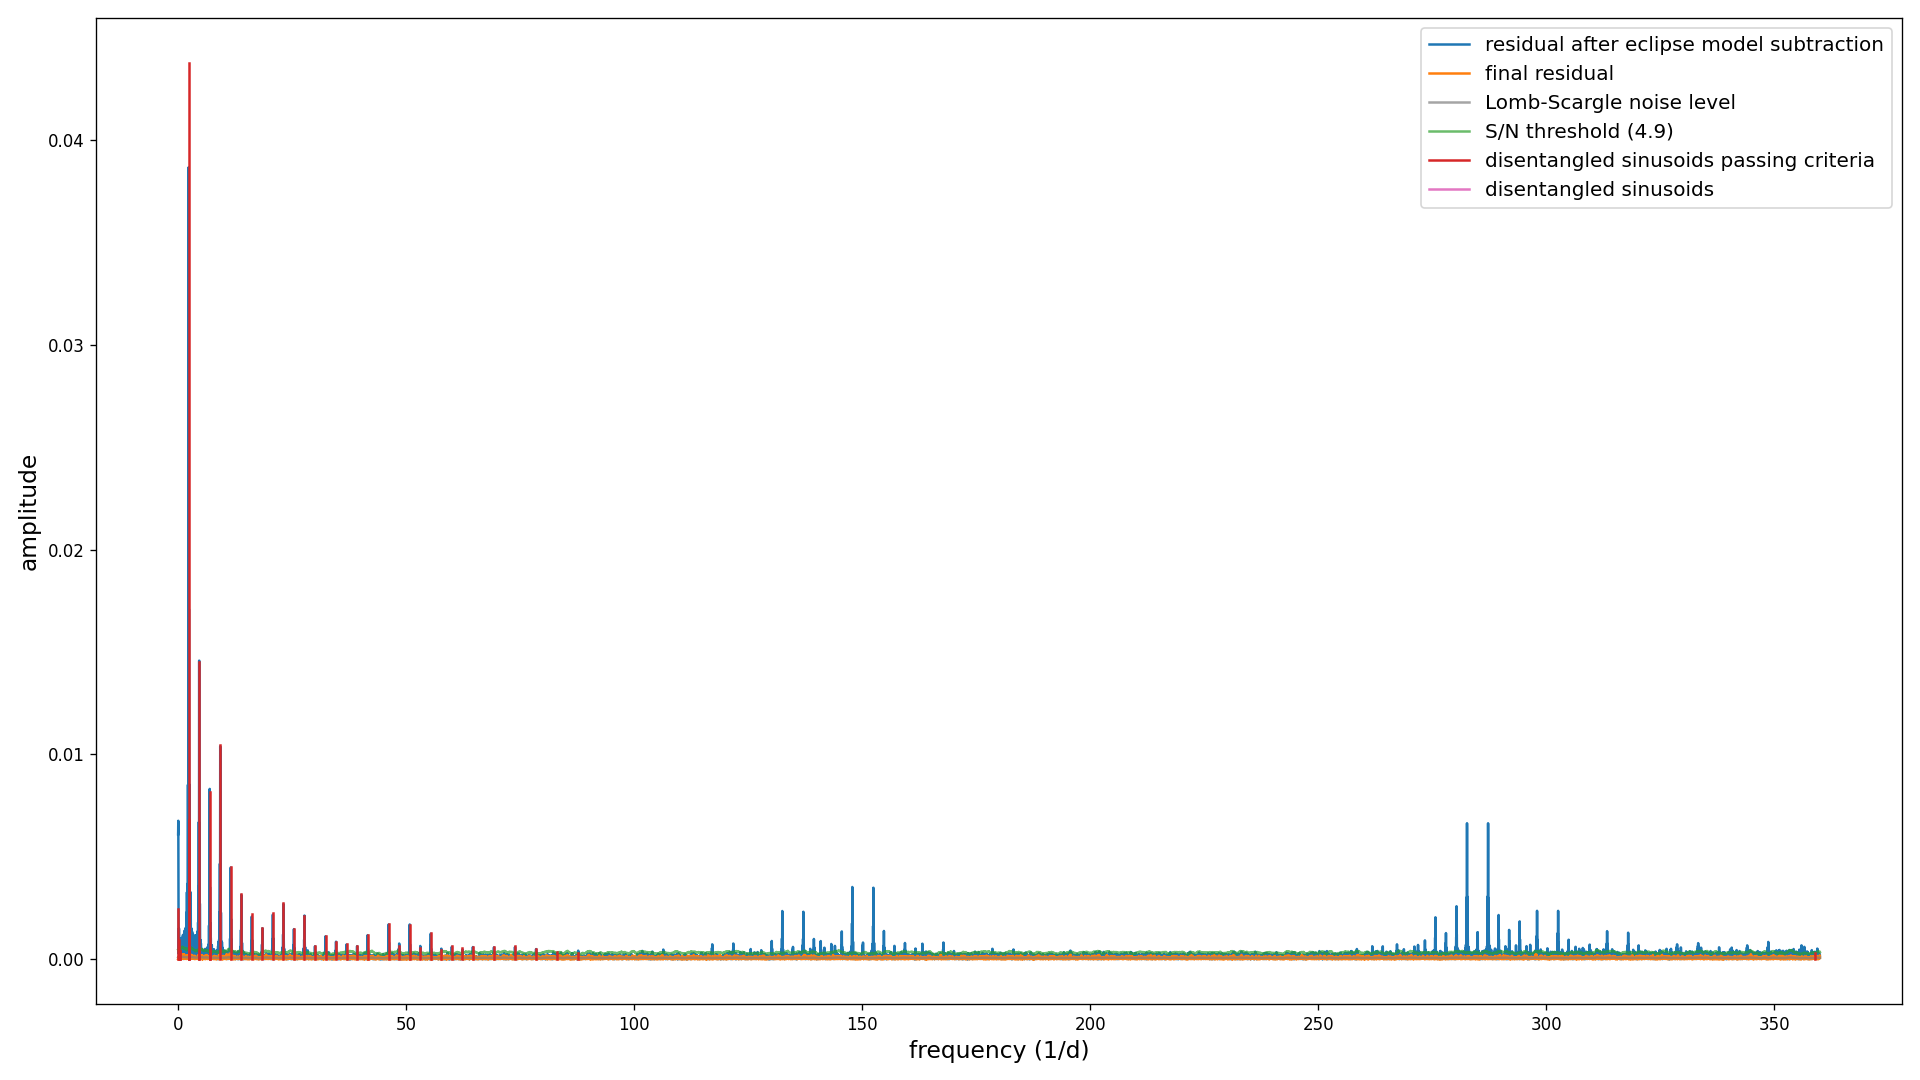 residual after eclipse model subtraction
final residual
Lomb-Scargle noise level
S/N threshold (4.9)
disentangled sinusoids passing criteria
disentangled sinusoids
amplitude
0.04
0.03
0.02
0.01
0.00
0 50 100 150 200 250 300 350
frequency (1/d)